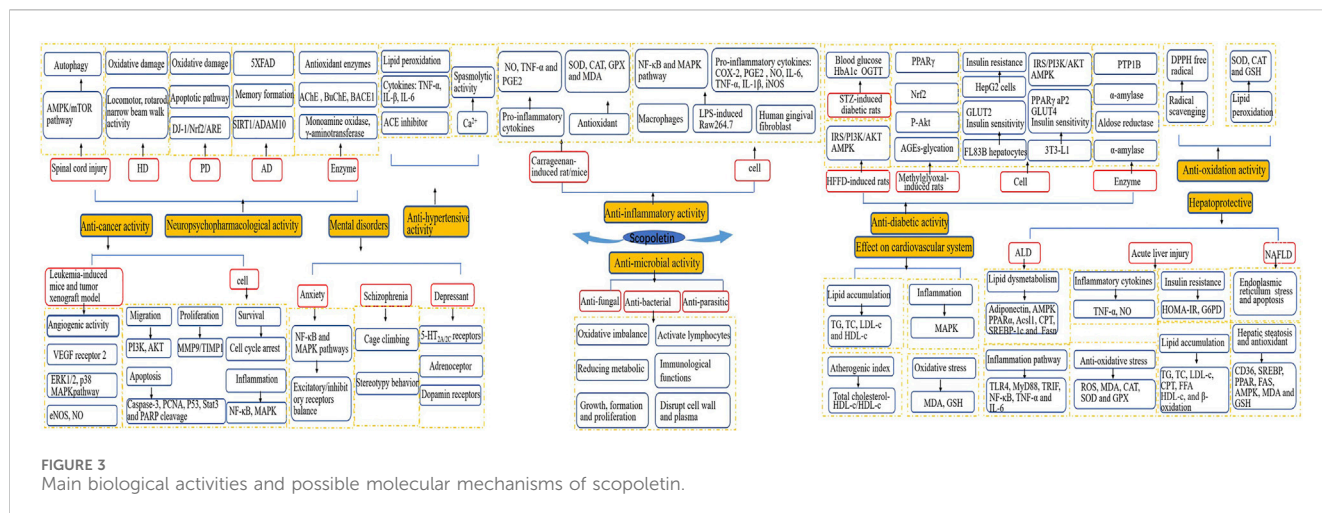 Autophagy
AMPK/mTOR
pathway
Spinal cord injury
Oxidative damage
Locomotor, rotarod
narrow beam walk
activity
HD
Oxidative damage
Apoptotic pathway
DJ-1/Nrf2/ARE
PD
5XFAD
Memory formation
SIRT1/ADAM10
AD
Antioxidant enzymes
AChE , BuChE, BACE1
Monoamine oxidase,
γ-aminotransferase
Enzyme
Lipid peroxidation
Cytokines: TNF-α,
IL-β, IL-6
ACE inhibitor
Spasmolytic
activity
Ca2+
NO, TNF-α and
PGE2
Pro-inflammatory
cytokines
SOD, CAT, GPX
and MDA
Antioxidant
Carrageenan-
induced rat/mice
NF-κB and MAPK
pathway
Macrophages
Pro-inflammatory cytokines:
COX-2, PGE2 , NO, IL-6,
TNF-α, IL-1β, iNOS
LPS-induced
Raw264.7
Human gingival
fibroblast
cell
Blood glucose
HbA1c OGTT
STZ-induced
diabetic rats
IRS/PI3K/AKT
AMPK
HFFD-induced rats
PPARγ
Nrf2
P-Akt
AGEs-glycation
Methylglyoxal-
induced rats
Insulin resistance
HepG2 cells
GLUT2
Insulin sensitivity
FL83B hepatocytes
IRS/PI3K/AKT
AMPK
PPARγ aP2
GLUT4
Insulin sensitivity
3T3-L1
Cell
PTP1B
α-amylase
Aldose reductase
α-amylase
Enzyme
DPPH free
radical
Radical
scavenging
SOD, CAT
and GSH
Lipid
peroxidation
Anti-oxidation activity
Anti-cancer activity
Neuropsychopharmacological activity
Mental disorders
Anti-hypertensive
activity
Anti-inflammatory activity
Scopoletin
Anti-microbial activity
Anti-diabetic activity
Effect on cardiovascular system
Hepatoprotective
Leukemia-induced
mice and tumor
xenograft model
Angiogenic activity
VEGF receptor 2
ERK1/2, p38
MAPKpathway
eNOS, NO
cell
Migration
PI3K, AKT
Apoptosis
Caspase-3, PCNA, P53, Stat3
and PARP cleavage
Proliferation
MMP9/TIMP1
Survival
Cell cycle arrest
Inflammation
NF-κB, MAPK
Anxiety
NF-κB and
MAPK pathways
Excitatory/inhibit
ory receptors
balance
Schizophrenia
Cage climbing
Stereotypy behavior
Depressant
5-HT2A/2C receptors
Adrenoceptor
Dopamin receptors
Anti-fungal
Anti-bacterial
Anti-parasitic
Oxidative imbalance
Reducing metabolic
Growth, formation
and proliferation
Activate lymphocytes
Immunological
functions
Disrupt cell wall
and plasma
Lipid accumulation
TG, TC, LDL-c
and HDL-c
Atherogenic index
Total cholesterol-
HDL-c/HDL-c
Inflammation
MAPK
Oxidative stress
MDA, GSH
ALD
Lipid dysmetabolism
Adiponectin, AMPK
PPARα, Acsl1, CPT,
SREBP-1c and Fasn
Inflammation pathway
TLR4, MyD88, TRIF,
NF-κB, TNF-α and
IL-6
Acute liver injury
Inflammatory cytokines
TNF-α, NO
Anti-oxidative stress
ROS, MDA, CAT,
SOD and GPX
Insulin resistance
HOMA-IR, G6PD
Lipid accumulation
TG, TC, LDL-c,
CPT, FFA
HDL-c, and β-
oxidation
NAFLD
Endoplasmic
reticulum stress
and apoptosis
Hepatic steatosis
and antioxidant
CD36, SREBP,
PPAR, FAS,
AMPK, MDA and
GSH
FIGURE 3
Main biological activities and possible molecular mechanisms of scopoletin.